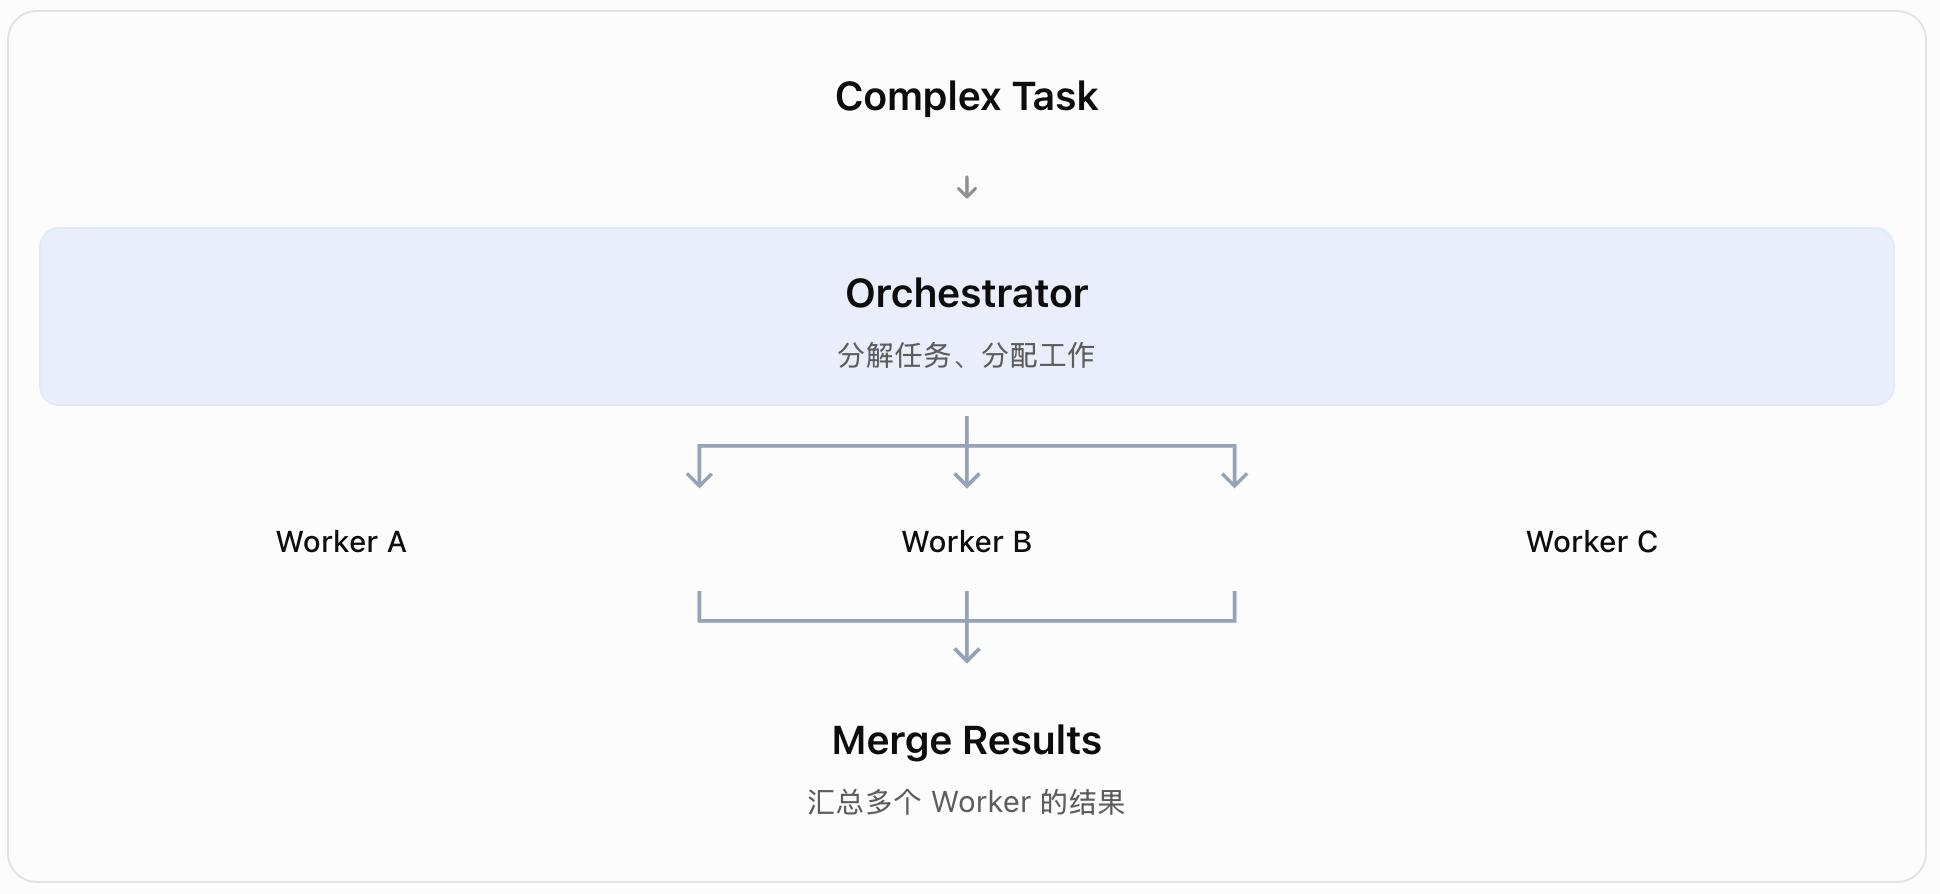 Complex Task
Orchestrator
分解任务、分配工作
Worker A
Worker B
Worker C
Merge Results
汇总多个 Worker 的结果